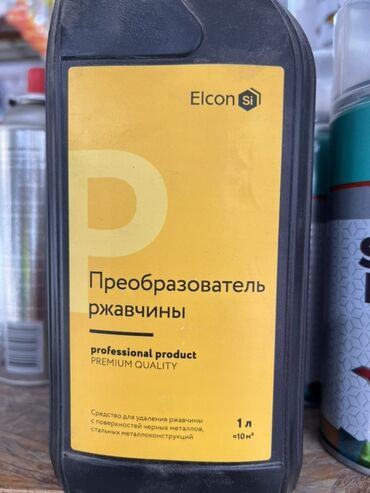 Elcon Si
P
Преобразователь
ржавчины
professional product
PREMIUM QUALITY
Средство для удаления ржавчины
с поверхностей черных металлов,
стальных металлоконструкций
1 л
≈10 м²